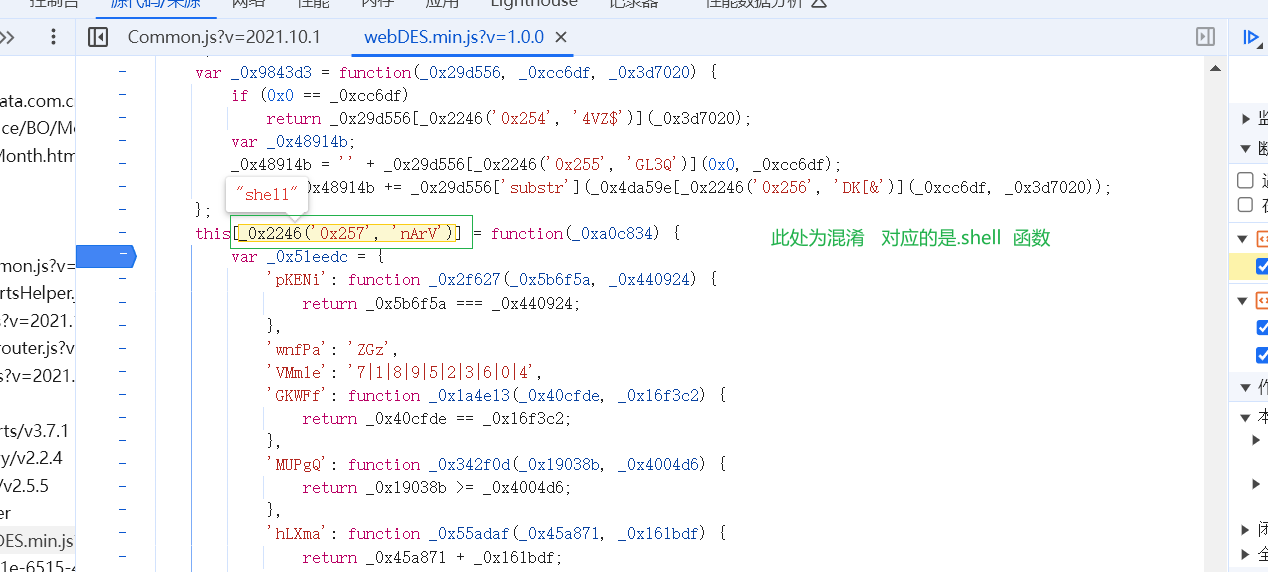 控制台 源代码/来源 网络 性能 内存 应用 Lighthouse 记录器 性能数据分析
Common.js?v=2021.10.1 webDES.min.js?v=1.0.0
var _0x9843d3 = function(_0x29d556, _0xcc6df, _0x3d7020) {
ata.com.c
if (0x0 == _0xcc6df)
ce/BO/Mo
return _0x29d556[_0x2246('0x254', '4VZ$')](_0x3d7020);
Month.htm
var _0x48914b;
_0x48914b = '' + _0x29d556[_0x2246('0x255', 'GL3Q')](0x0, _0xcc6df);
"shell"
0x48914b += _0x29d556['substr'](_0x4da59e[_0x2246('0x256', 'DK[&')](_0xcc6df, _0x3d7020));
};
this[_0x2246('0x257', 'nArV')] = function(_0xa0c834) {
此处为混淆 对应的是.shell 函数
var _0x51eedc = {
mon.js?v=
'pKENi': function _0x2f627(_0x5b6f5a, _0x440924) {
rtsHelper.j
return _0x5b6f5a === _0x440924;
s?v=2021.1
},
router.js?v
'wnfPa': 'ZGz',
s?v=2021.
'VMmle': '7|1|8|9|5|2|3|6|0|4',
'GKWFf': function _0x1a4e13(_0x40cfde, _0x16f3c2) {
return _0x40cfde == _0x16f3c2;
rts/v3.7.1
},
y/v2.2.4
'MUPgQ': function _0x342f0d(_0x19038b, _0x4004d6) {
/v2.5.5
return _0x19038b >= _0x4004d6;
er
},
DES.min.js
'hLXma': function _0x55adaf(_0x45a871, _0x161bdf) {
return _0x45a871 + _0x161bdf;
1e-6515-4